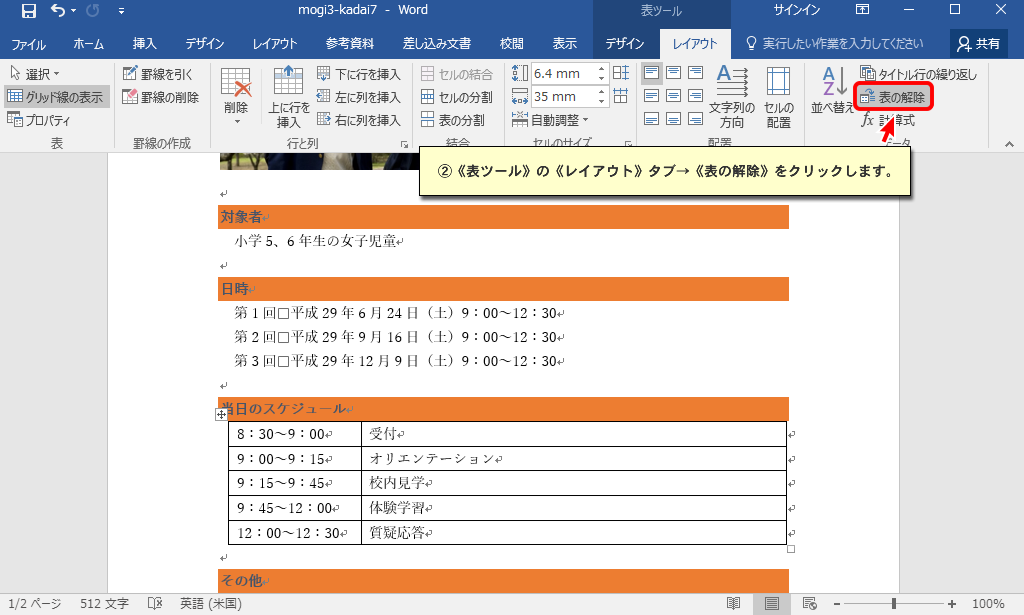 mogi3-kadai7 - Word
表ツール
サインイン
ファイル ホーム 挿入 デザイン レイアウト 参考資料 差し込み文書 校閲 表示 デザイン レイアウト 実行したい作業を入力してください 共有
選択
グリッド線の表示
プロパティ
表
罫線を引く
罫線の削除
罫線の作成
削除
上に行を
挿入
下に行を挿入
左に列を挿入
右に列を挿入
行と列
セルの結合
セルの分割
表の分割
結合
6.4 mm
35 mm
自動調整
セルのサイズ
文字列の
方向
セルの
配置
配置
並べ替え
タイトル行の繰り返し
表の解除
fx 計算式
データ
②《表ツール》の《レイアウト》タブ→《表の解除》をクリックします。
対象者
小学 5、6 年生の女子児童
日時
第 1 回□平成 29 年 6 月 24 日（土）9：00～12：30
第 2 回□平成 29 年 9 月 16 日（土）9：00～12：30
第 3 回□平成 29 年 12 月 9 日（土）9：00～12：30
当日のスケジュール
8：30～9：00 受付
9：00～9：15 オリエンテーション
9：15～9：45 校内見学
9：45～12：00 体験学習
12：00～12：30 質疑応答
その他
1/2 ページ 512 文字 英語 (米国) 100%